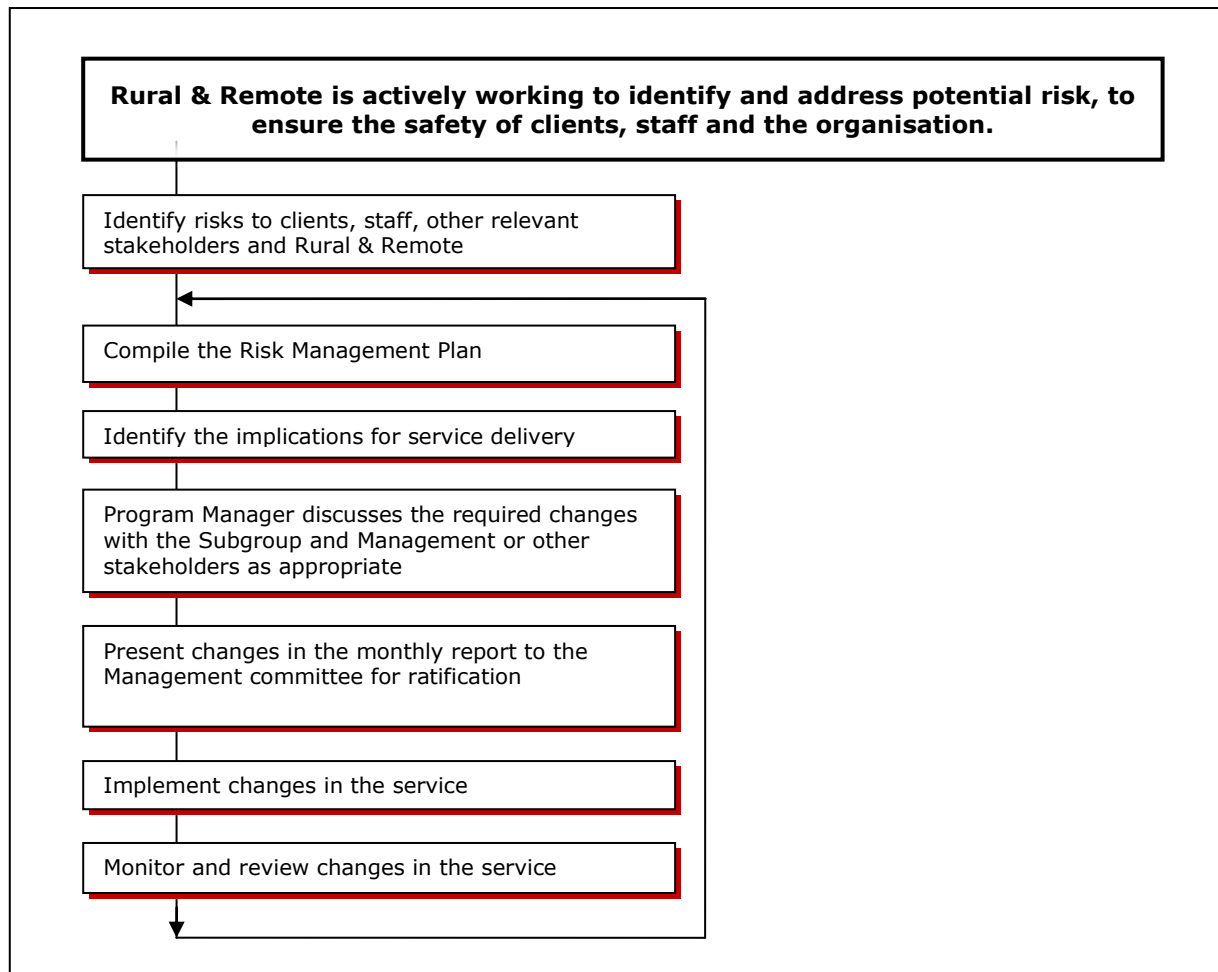 Rural & Remote is actively working to identify and address potential risk, to
ensure the safety of clients, staff and the organisation.
Identify risks to clients, staff, other relevant
stakeholders and Rural & Remote
Compile the Risk Management Plan
Identify the implications for service delivery
Program Manager discusses the required changes
with the Subgroup and Management or other
stakeholders as appropriate
Present changes in the monthly report to the
Management committee for ratification
Implement changes in the service
Monitor and review changes in the service